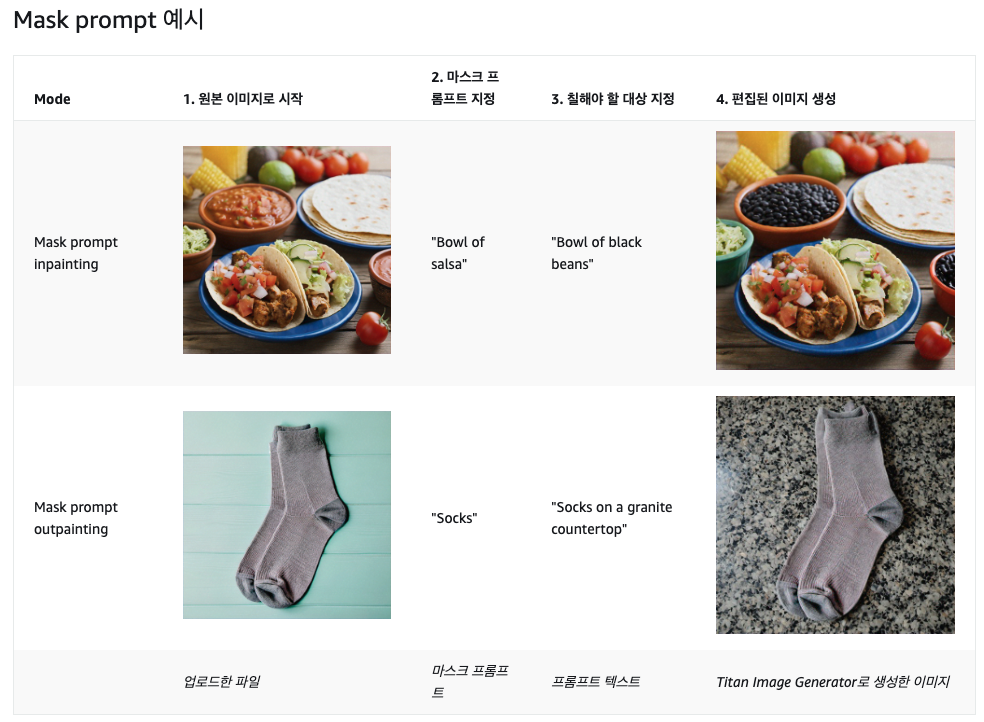 Mask prompt 예시
Mode
1. 원본 이미지로 시작
2. 마스크 프
롬프트 지정
3. 칠해야 할 대상 지정
4. 편집된 이미지 생성
Mask prompt
inpainting
"Bowl of
salsa"
"Bowl of black
beans"
Mask prompt
outpainting
"Socks"
"Socks on a granite
countertop"
업로드한 파일
마스크 프롬프
트
프롬프트 텍스트
Titan Image Generator로 생성한 이미지